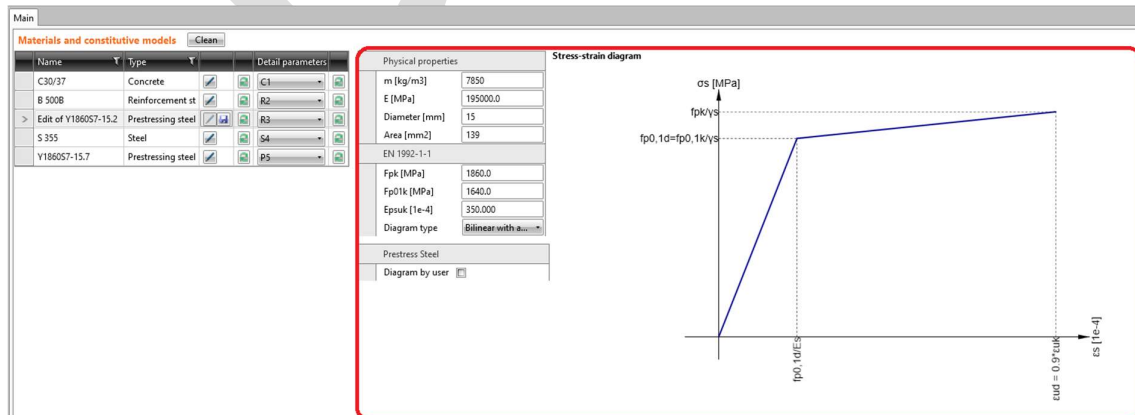 Main
Materials and constitutive models Clean
Name Type Detail parameters
C30/37 Concrete C1
B 500B Reinforcement st R2
> Edit of Y1860S7-15.2 Prestressing steel R3
S 355 Steel S4
Y1860S7-15.7 Prestressing steel P5
Physical properties
m [kg/m3] 7850
E [MPa] 195000.0
Diameter [mm] 15
Area [mm2] 139
EN 1992-1-1
Fpk [MPa] 1860.0
Fp01k [MPa] 1640.0
Epsuk [1e-4] 350.000
Diagram type Bilinear with a...
Prestress Steel
Diagram by user
Stress-strain diagram
σs [MPa]
fpk/γs
fp0,1d=fp0,1k/γs
fp0,1d/Es
εud = 0.9*εuk
εs [1e-4]